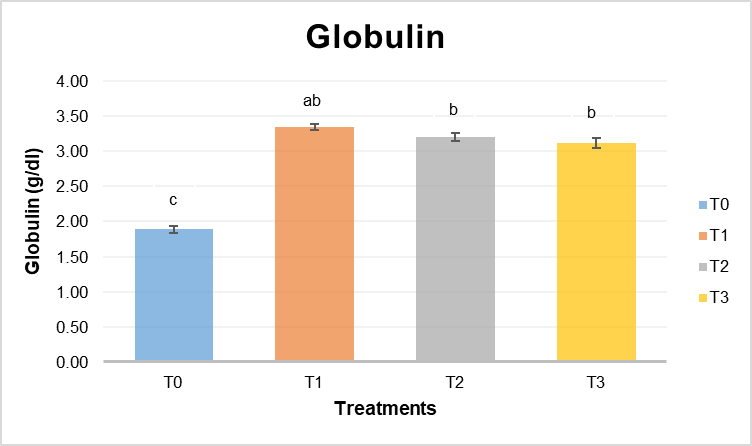 Globulin
4.00
3.50
3.00
2.50
2.00
1.50
1.00
0.50
0.00
Globulin (g/dl)
c
ab
b
b
T0
T1
T2
T3
Treatments
T0
T1
T2
T3